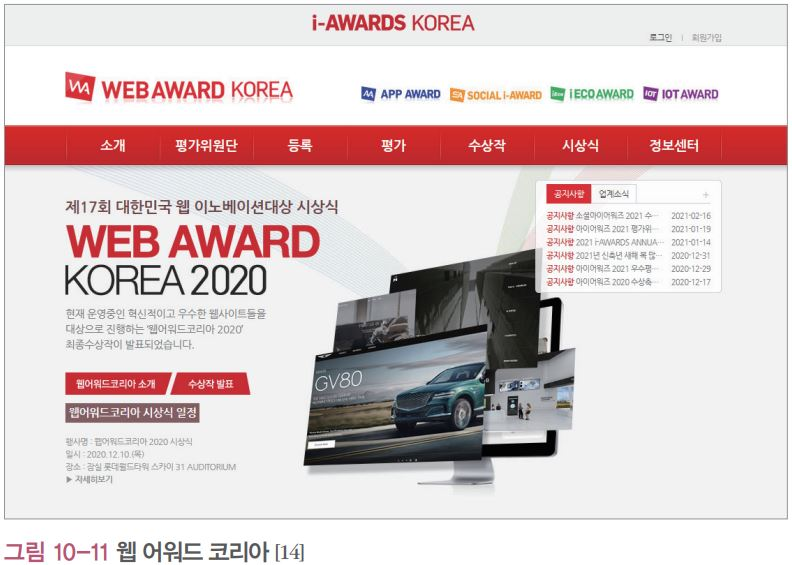 i-AWARDS KOREA
로그인 | 회원가입
WA WEB AWARD KOREA
AA APP AWARD SA SOCIAL i-AWARD i ECO AWARD IOT IOT AWARD
소개 평가위원단 등록 평가 수상작 시상식 정보센터
공지사항 업계소식 +
공지사항 소셜아이어워즈 2021 수··· 2021-02-16
공지사항 아이어워즈 2021 평가위··· 2021-01-19
공지사항 2021 i-AWARDS ANNUA··· 2021-01-14
공지사항 2021년 신축년 새해 복 많··· 2020-12-31
공지사항 아이어워즈 2021 우수평··· 2020-12-29
공지사항 아이어워즈 2020 수상축··· 2020-12-17
제17회 대한민국 웹 이노베이션대상 시상식
WEB AWARD
KOREA 2020
현재 운영중인 혁신적이고 우수한 웹사이트들을
대상으로 진행하는 '웹어워드코리아 2020'
최종수상작이 발표되었습니다.
웹어워드코리아 소개 수상작 발표
웹어워드코리아 시상식 일정
행사명 : 웹어워드코리아 2020 시상식
일시 : 2020.12.10.(목)
장소 : 잠실 롯데월드타워 스카이 31 AUDITORIUM
▶ 자세히보기
GV80
그림 10-11 웹 어워드 코리아 [14]